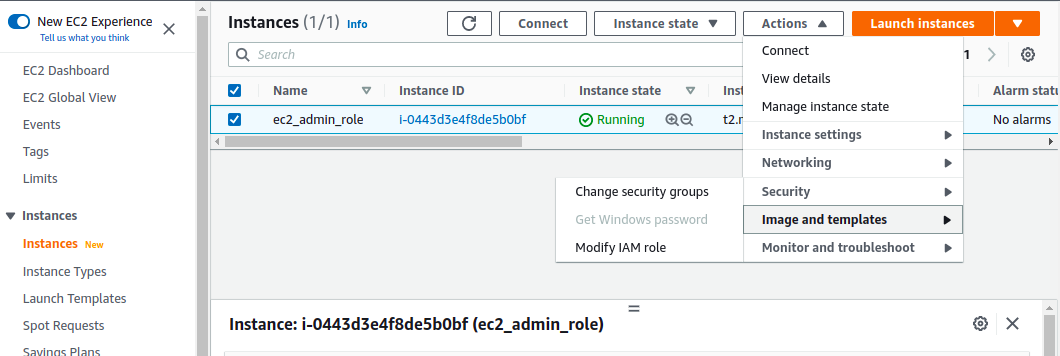 New EC2 Experience
Tell us what you think
EC2 Dashboard
EC2 Global View
Events
Tags
Limits
Instances
Instances New
Instance Types
Launch Templates
Spot Requests
Savings Plans
Instances (1/1) Info
Connect
Instance state
Actions
Launch instances
Search
1
Name
Instance ID
Instance state
Inst
Alarm statu
ec2_admin_role
i-0443d3e4f8de5b0bf
Running
t2.m
No alarms
Connect
View details
Manage instance state
Instance settings
Networking
Security
Image and templates
Monitor and troubleshoot
Change security groups
Get Windows password
Modify IAM role
Instance: i-0443d3e4f8de5b0bf (ec2_admin_role)